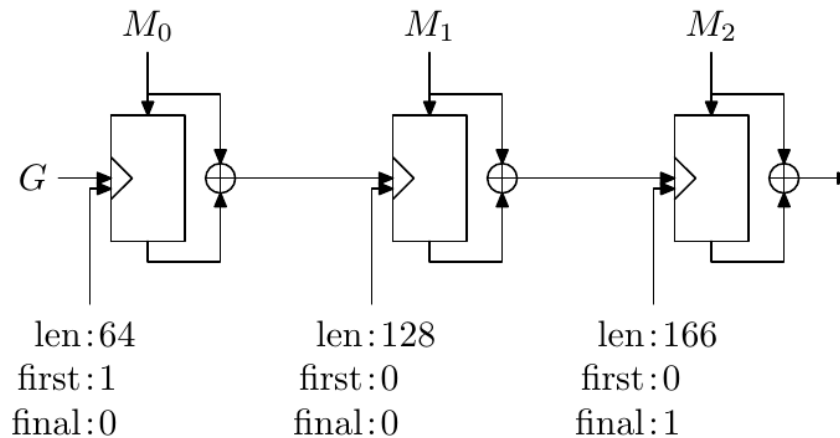 M₀ M₁ M₂
G
len:64 len:128 len:166
first:1 first:0 first:0
final:0 final:0 final:1